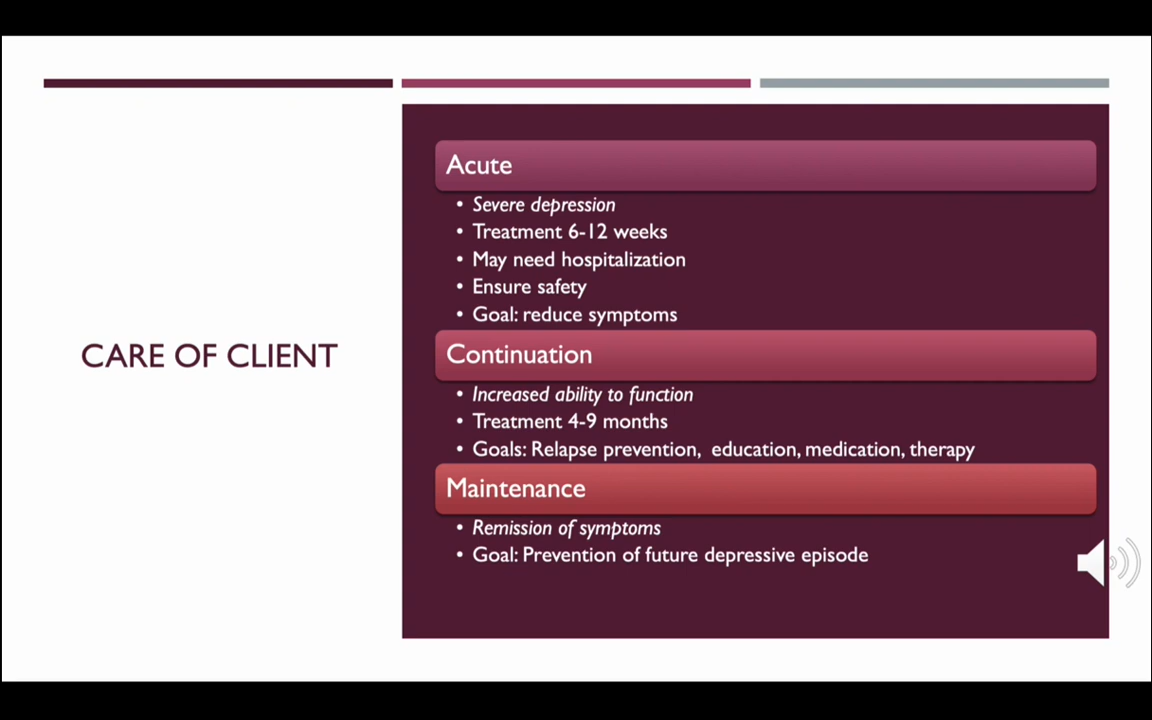 CARE OF CLIENT
Acute
• Severe depression
• Treatment 6-12 weeks
• May need hospitalization
• Ensure safety
• Goal: reduce symptoms
Continuation
• Increased ability to function
• Treatment 4-9 months
• Goals: Relapse prevention, education, medication, therapy
Maintenance
• Remission of symptoms
• Goal: Prevention of future depressive episode